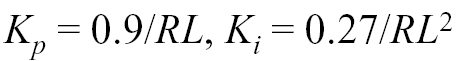 Kₚ = 0.9/RL, Kᵢ = 0.27/RL²